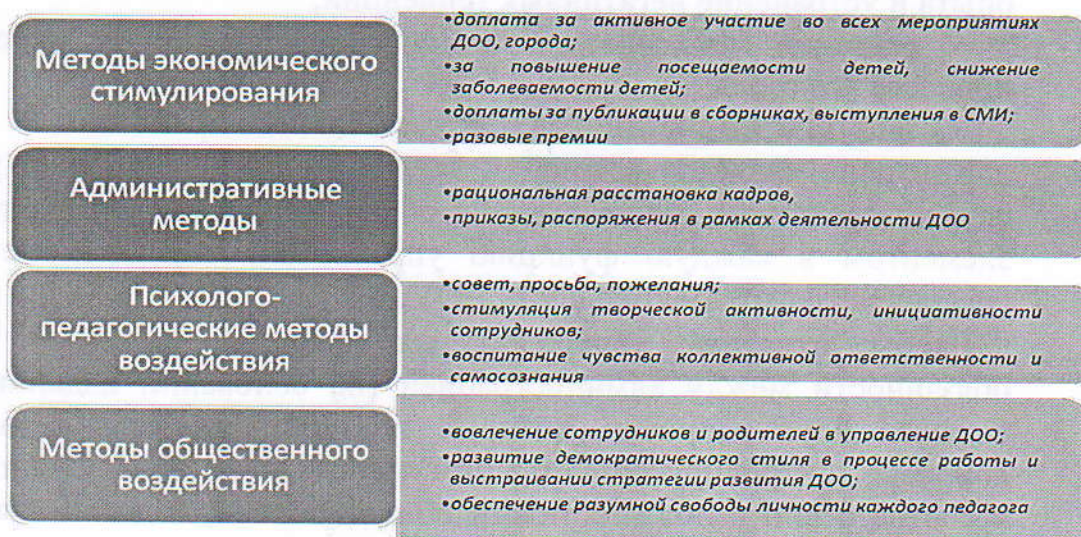 Методы экономического
стимулирования
•доплата за активное участие во всех мероприятиях
ДОО, города;
•за повышение посещаемости детей, снижение
заболеваемости детей;
•доплаты за публикации в сборниках, выступления в СМИ;
•разовые премии
Административные
методы
•рациональная расстановка кадров,
•приказы, распоряжения в рамках деятельности ДОО
Психолого-
педагогические методы
воздействия
•совет, просьба, пожелания;
•стимуляция творческой активности, инициативности
сотрудников;
•воспитание чувства коллективной ответственности и
самосознания
Методы общественного
воздействия
•вовлечение сотрудников и родителей в управление ДОО;
•развитие демократического стиля в процессе работы и
выстраивании стратегии развития ДОО;
•обеспечение разумной свободы личности каждого педагога